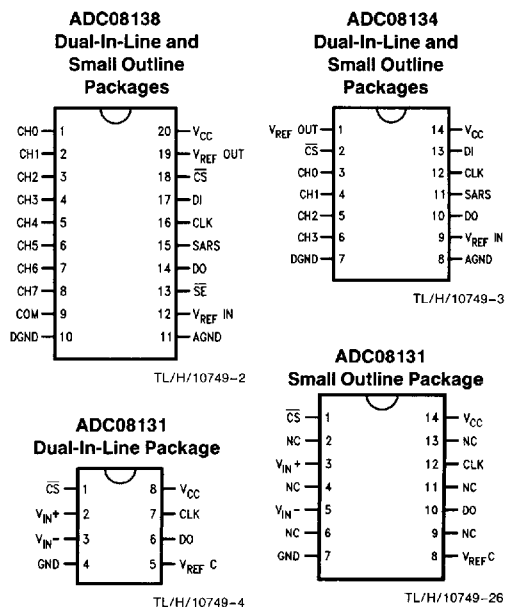 ADC08138
Dual-In-Line and
Small Outline
Packages
CH0 1 20 VCC
CH1 2 19 VREF OUT
CH2 3 18 C̅S̅
CH3 4 17 DI
CH4 5 16 CLK
CH5 6 15 SARS
CH6 7 14 DO
CH7 8 13 S̅E̅
COM 9 12 VREF IN
DGND 10 11 AGND
TL/H/10749-2
ADC08134
Dual-In-Line and
Small Outline
Packages
VREF OUT 1 14 VCC
C̅S̅ 2 13 DI
CH0 3 12 CLK
CH1 4 11 SARS
CH2 5 10 DO
CH3 6 9 VREF IN
DGND 7 8 AGND
TL/H/10749-3
ADC08131
Dual-In-Line Package
C̅S̅ 1 8 VCC
VIN+ 2 7 CLK
VIN- 3 6 DO
GND 4 5 VREF C
TL/H/10749-4
ADC08131
Small Outline Package
C̅S̅ 1 14 VCC
NC 2 13 NC
VIN+ 3 12 CLK
NC 4 11 NC
VIN- 5 10 DO
NC 6 9 NC
GND 7 8 VREFC
TL/H/10749-26